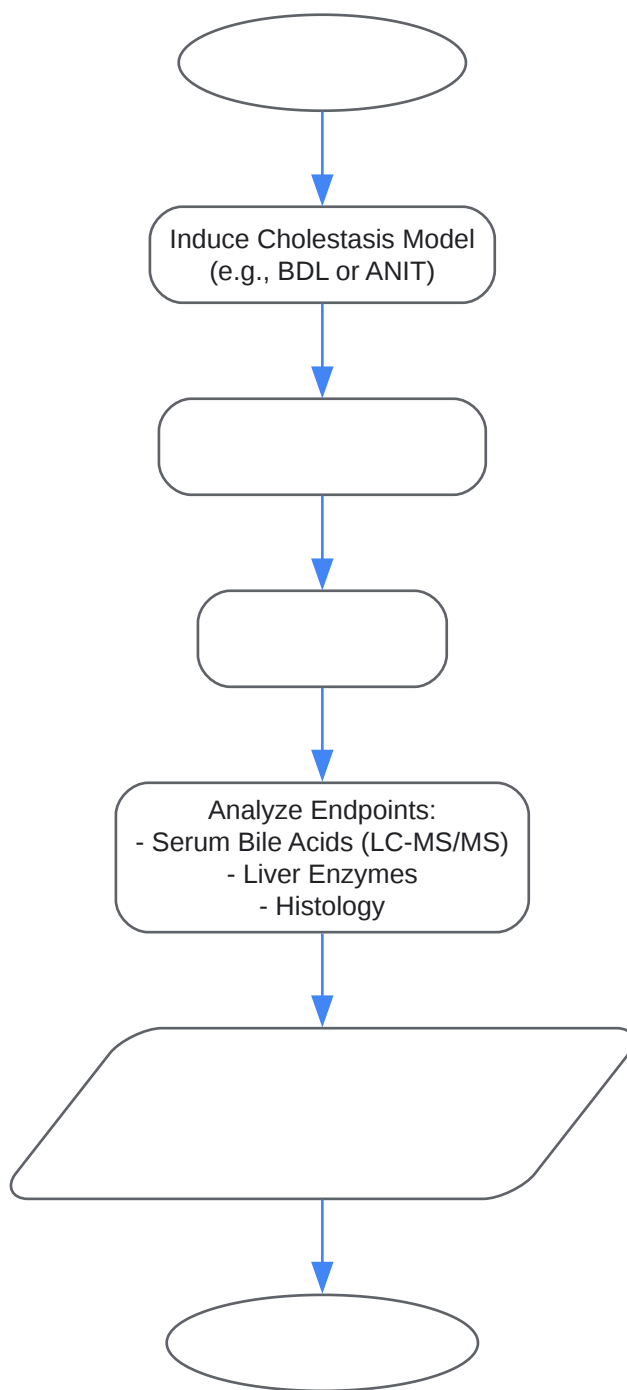 Induce Cholestasis Model
(e.g., BDL or ANIT)
Analyze Endpoints:
- Serum Bile Acids (LC-MS/MS)
- Liver Enzymes
- Histology